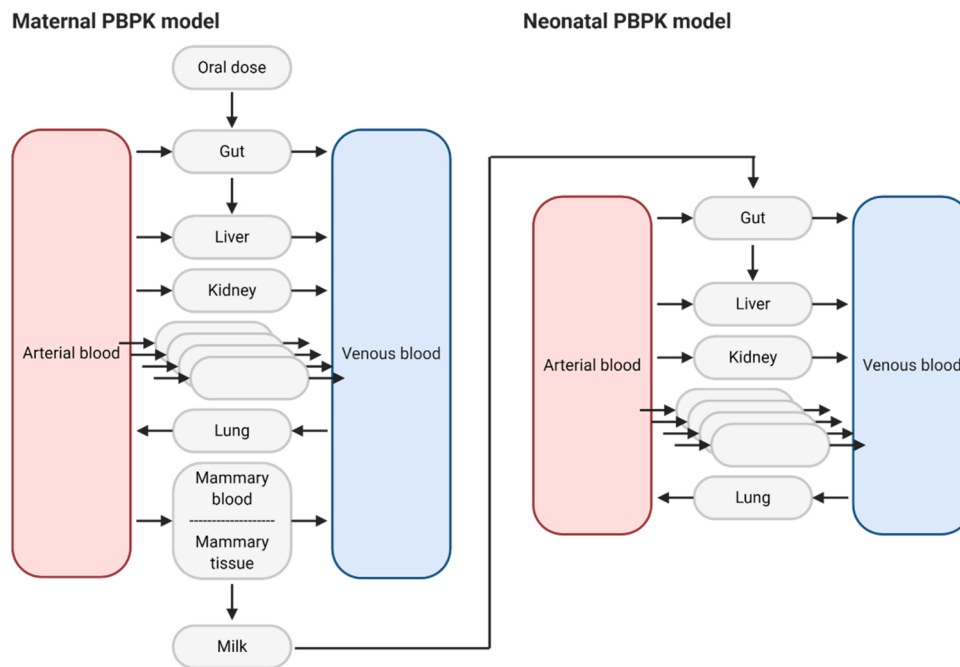 Maternal PBPK model
Oral dose
Gut
Liver
Kidney
Arterial blood
Venous blood
Lung
Mammary
blood
Mammary
tissue
Milk
Neonatal PBPK model
Gut
Liver
Kidney
Arterial blood
Venous blood
Lung